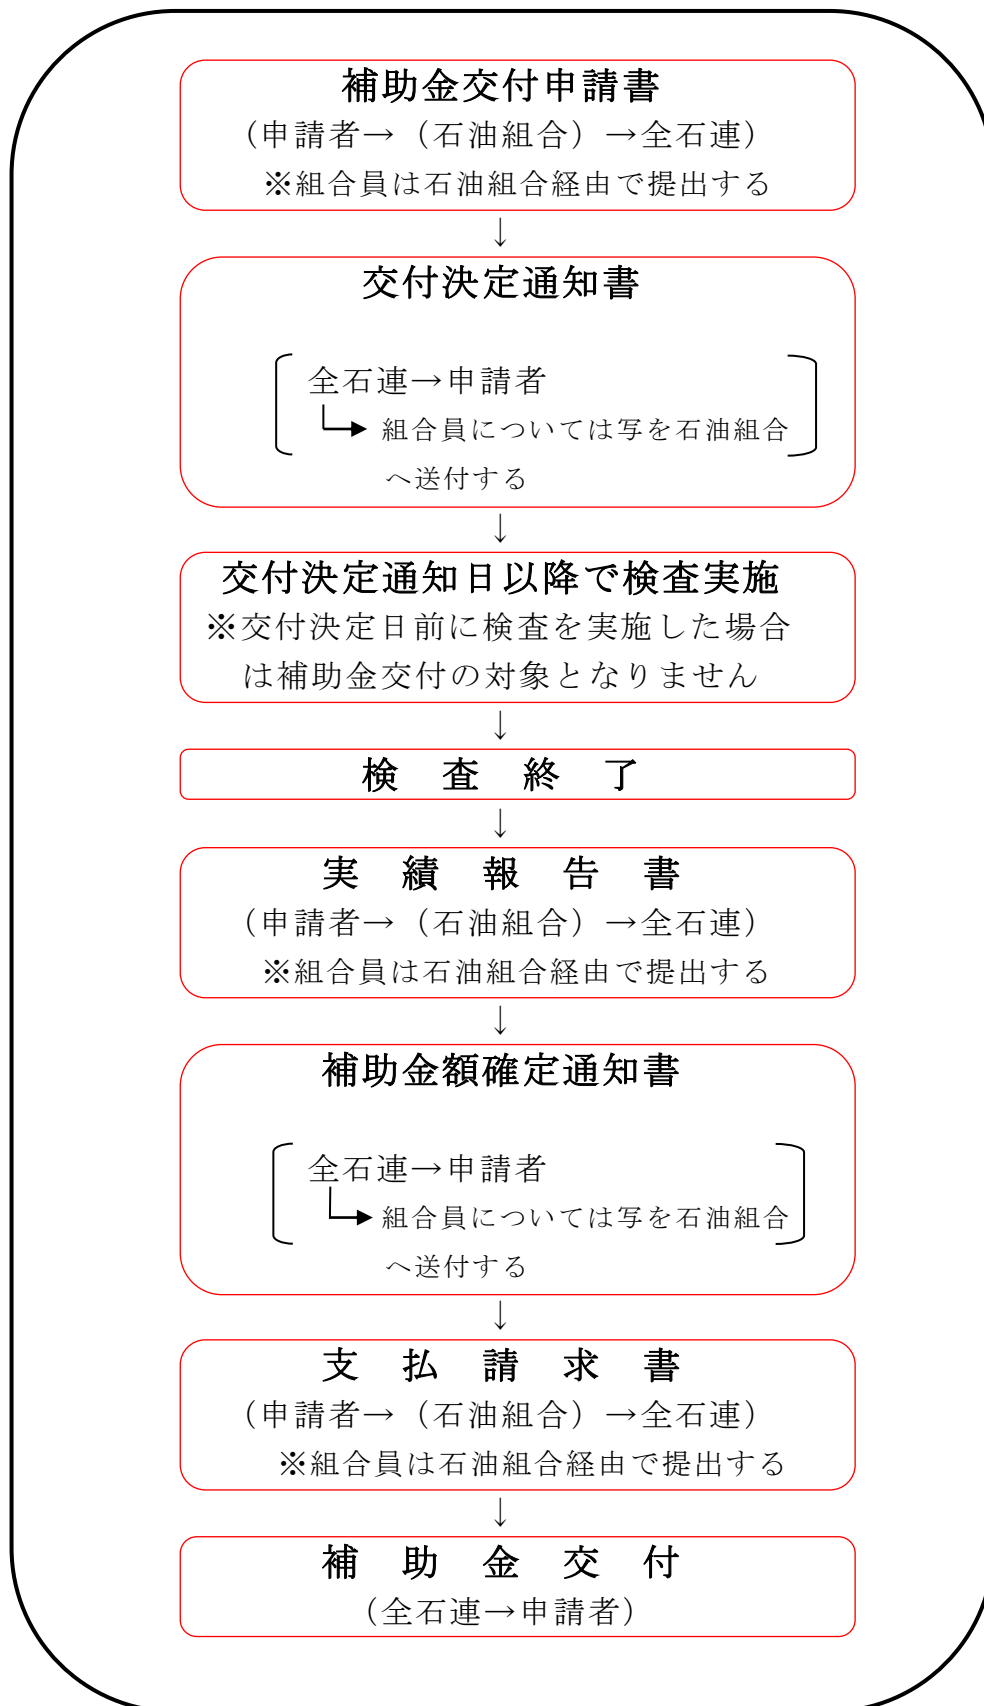 補助金交付申請書
（申請者→（石油組合）→全石連）
※組合員は石油組合経由で提出する
↓
交付決定通知書
全石連→申請者
組合員については写を石油組合
へ送付する
↓
交付決定通知日以降で検査実施
※交付決定日前に検査を実施した場合
は補助金交付の対象となりません
↓
検　査　終　了
↓
実　績　報　告　書
（申請者→（石油組合）→全石連）
※組合員は石油組合経由で提出する
↓
補助金額確定通知書
全石連→申請者
組合員については写を石油組合
へ送付する
↓
支　払　請　求　書
（申請者→（石油組合）→全石連）
※組合員は石油組合経由で提出する
↓
補　助　金　交　付
（全石連→申請者）